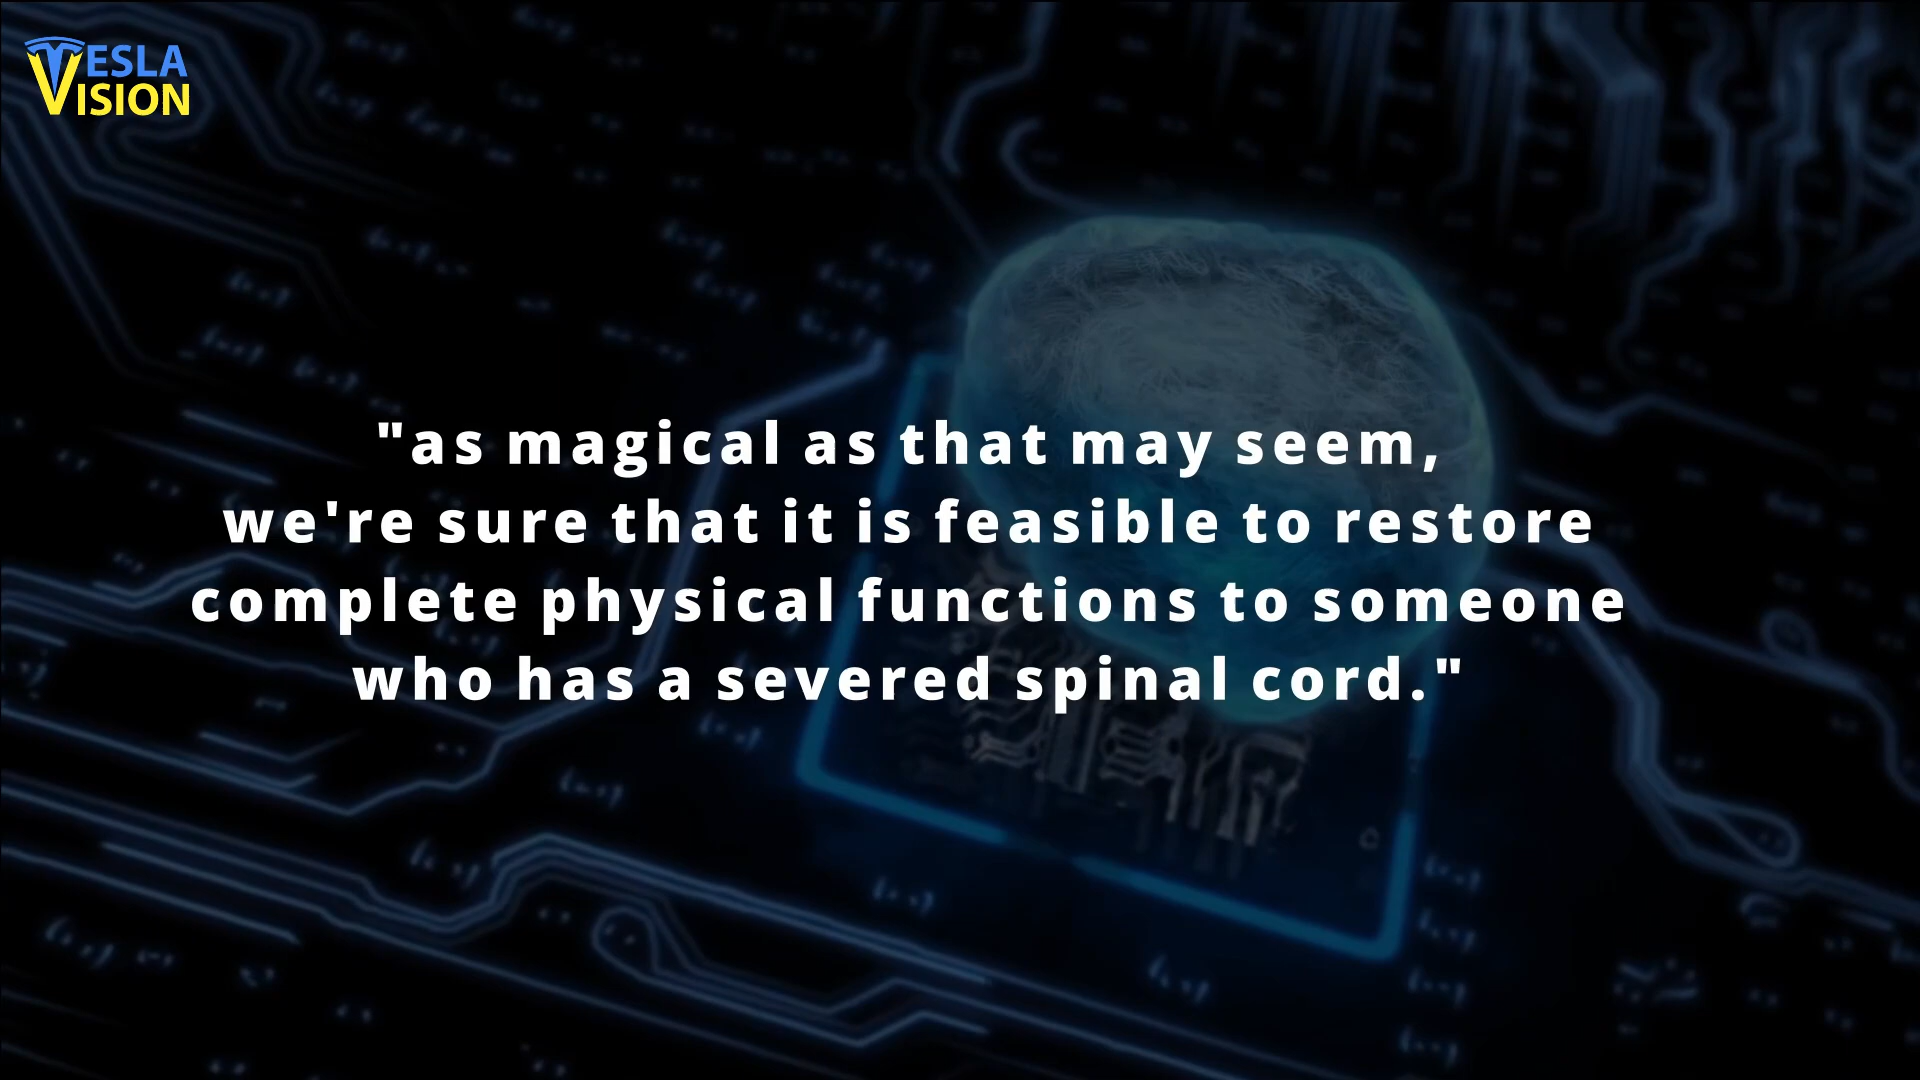 TESLA
VISION
"as magical as that may seem,
we're sure that it is feasible to restore
complete physical functions to someone
who has a severed spinal cord."